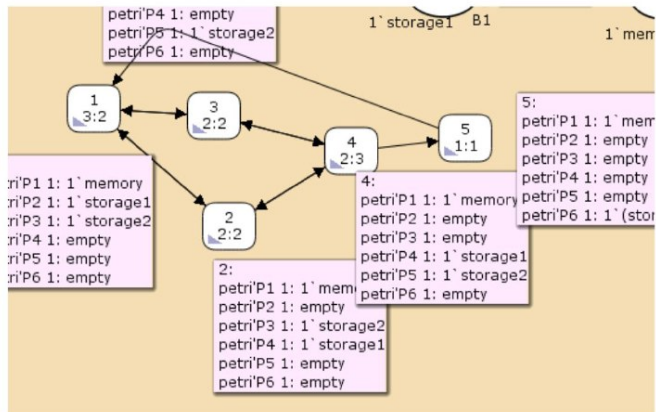 petri'P4 1: empty
petri'P5 1: 1`storage2
petri'P6 1: empty
1`storage1
B1
1`mem
1
3:2
3
2:2
4
2:3
5
1:1
2
2:2
5:
petri'P1 1: 1`mem
petri'P2 1: empty
petri'P3 1: empty
petri'P4 1: empty
petri'P5 1: empty
petri'P6 1: 1`(stor
tri'P1 1: 1`memory
tri'P2 1: 1`storage1
tri'P3 1: 1`storage2
ri'P4 1: empty
ri'P5 1: empty
ri'P6 1: empty
4:
petri'P1 1: 1`memory
petri'P2 1: empty
petri'P3 1: empty
petri'P4 1: 1`storage1
petri'P5 1: 1`storage2
petri'P6 1: empty
2:
petri'P1 1: 1`mem
petri'P2 1: empty
petri'P3 1: 1`storage2
petri'P4 1: 1`storage1
petri'P5 1: empty
petri'P6 1: empty